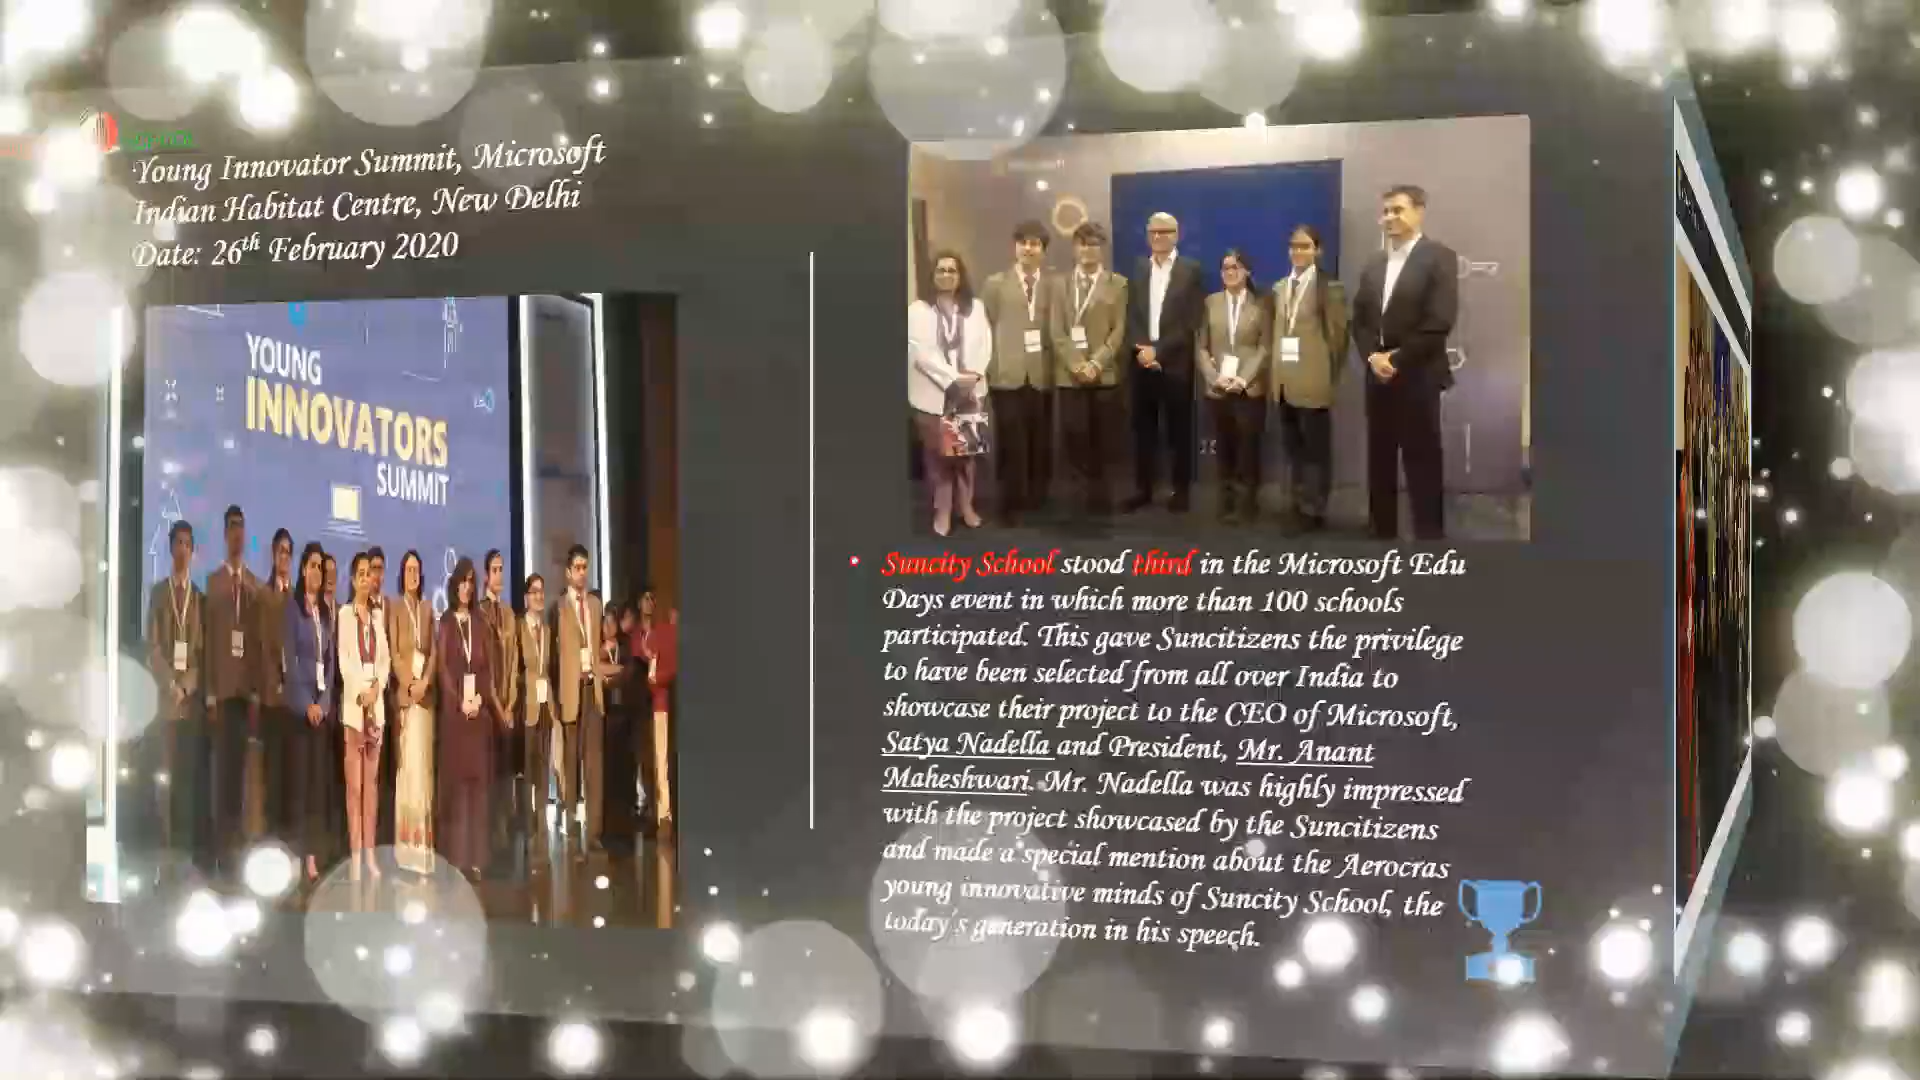 Young Innovator Summit, Microsoft
Indian Habitat Centre, New Delhi
Date: 26th February 2020
YOUNG
INNOVATORS
SUMMIT
• Suncity School stood third in the Microsoft Edu
Days event in which more than 100 schools
participated. This gave Suncitizens the privilege
to have been selected from all over India to
showcase their project to the CEO of Microsoft,
Satya Nadella and President, Mr. Anant
Maheshwari. Mr. Nadella was highly impressed
with the project showcased by the Suncitizens
and made a special mention about the Aerocras
young innovative minds of Suncity School, the
today's generation in his speech.